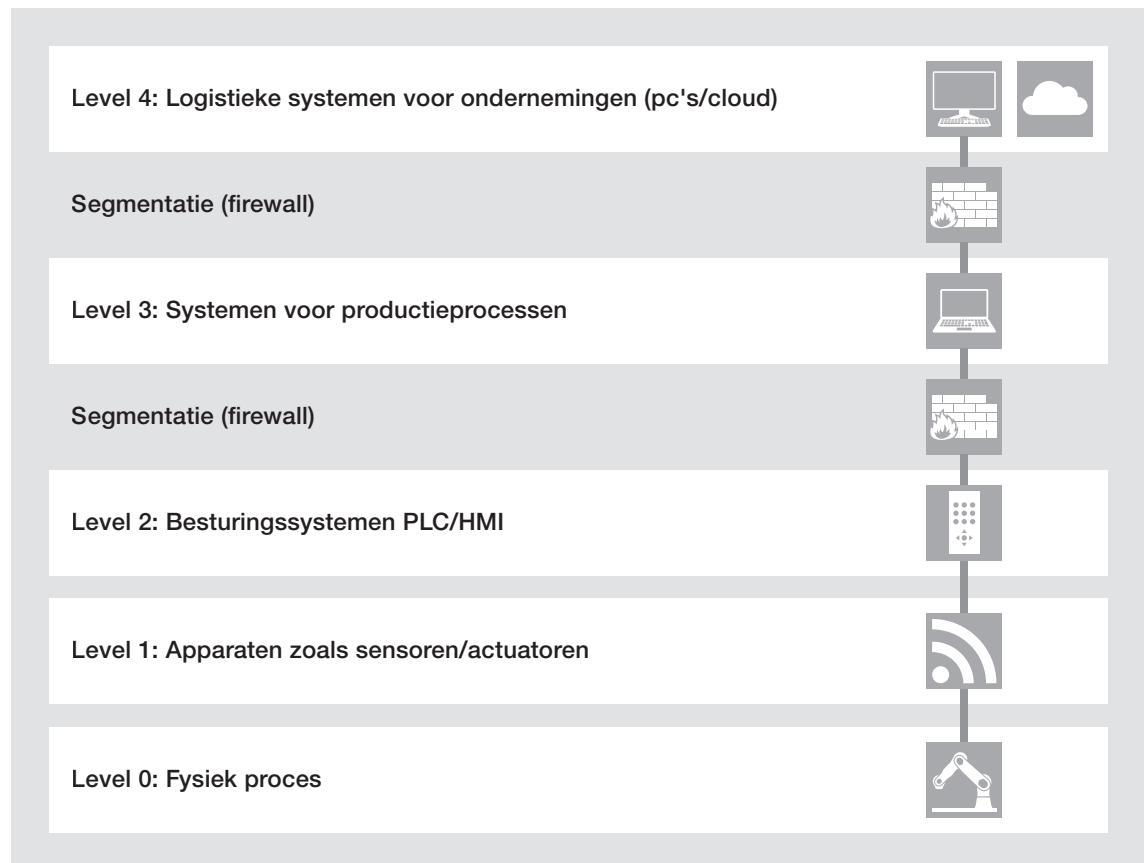 Level 4: Logistieke systemen voor ondernemingen (pc's/cloud)
Segmentatie (firewall)
Level 3: Systemen voor productieprocessen
Segmentatie (firewall)
Level 2: Besturingssystemen PLC/HMI
Level 1: Apparaten zoals sensoren/actuatoren
Level 0: Fysiek proces